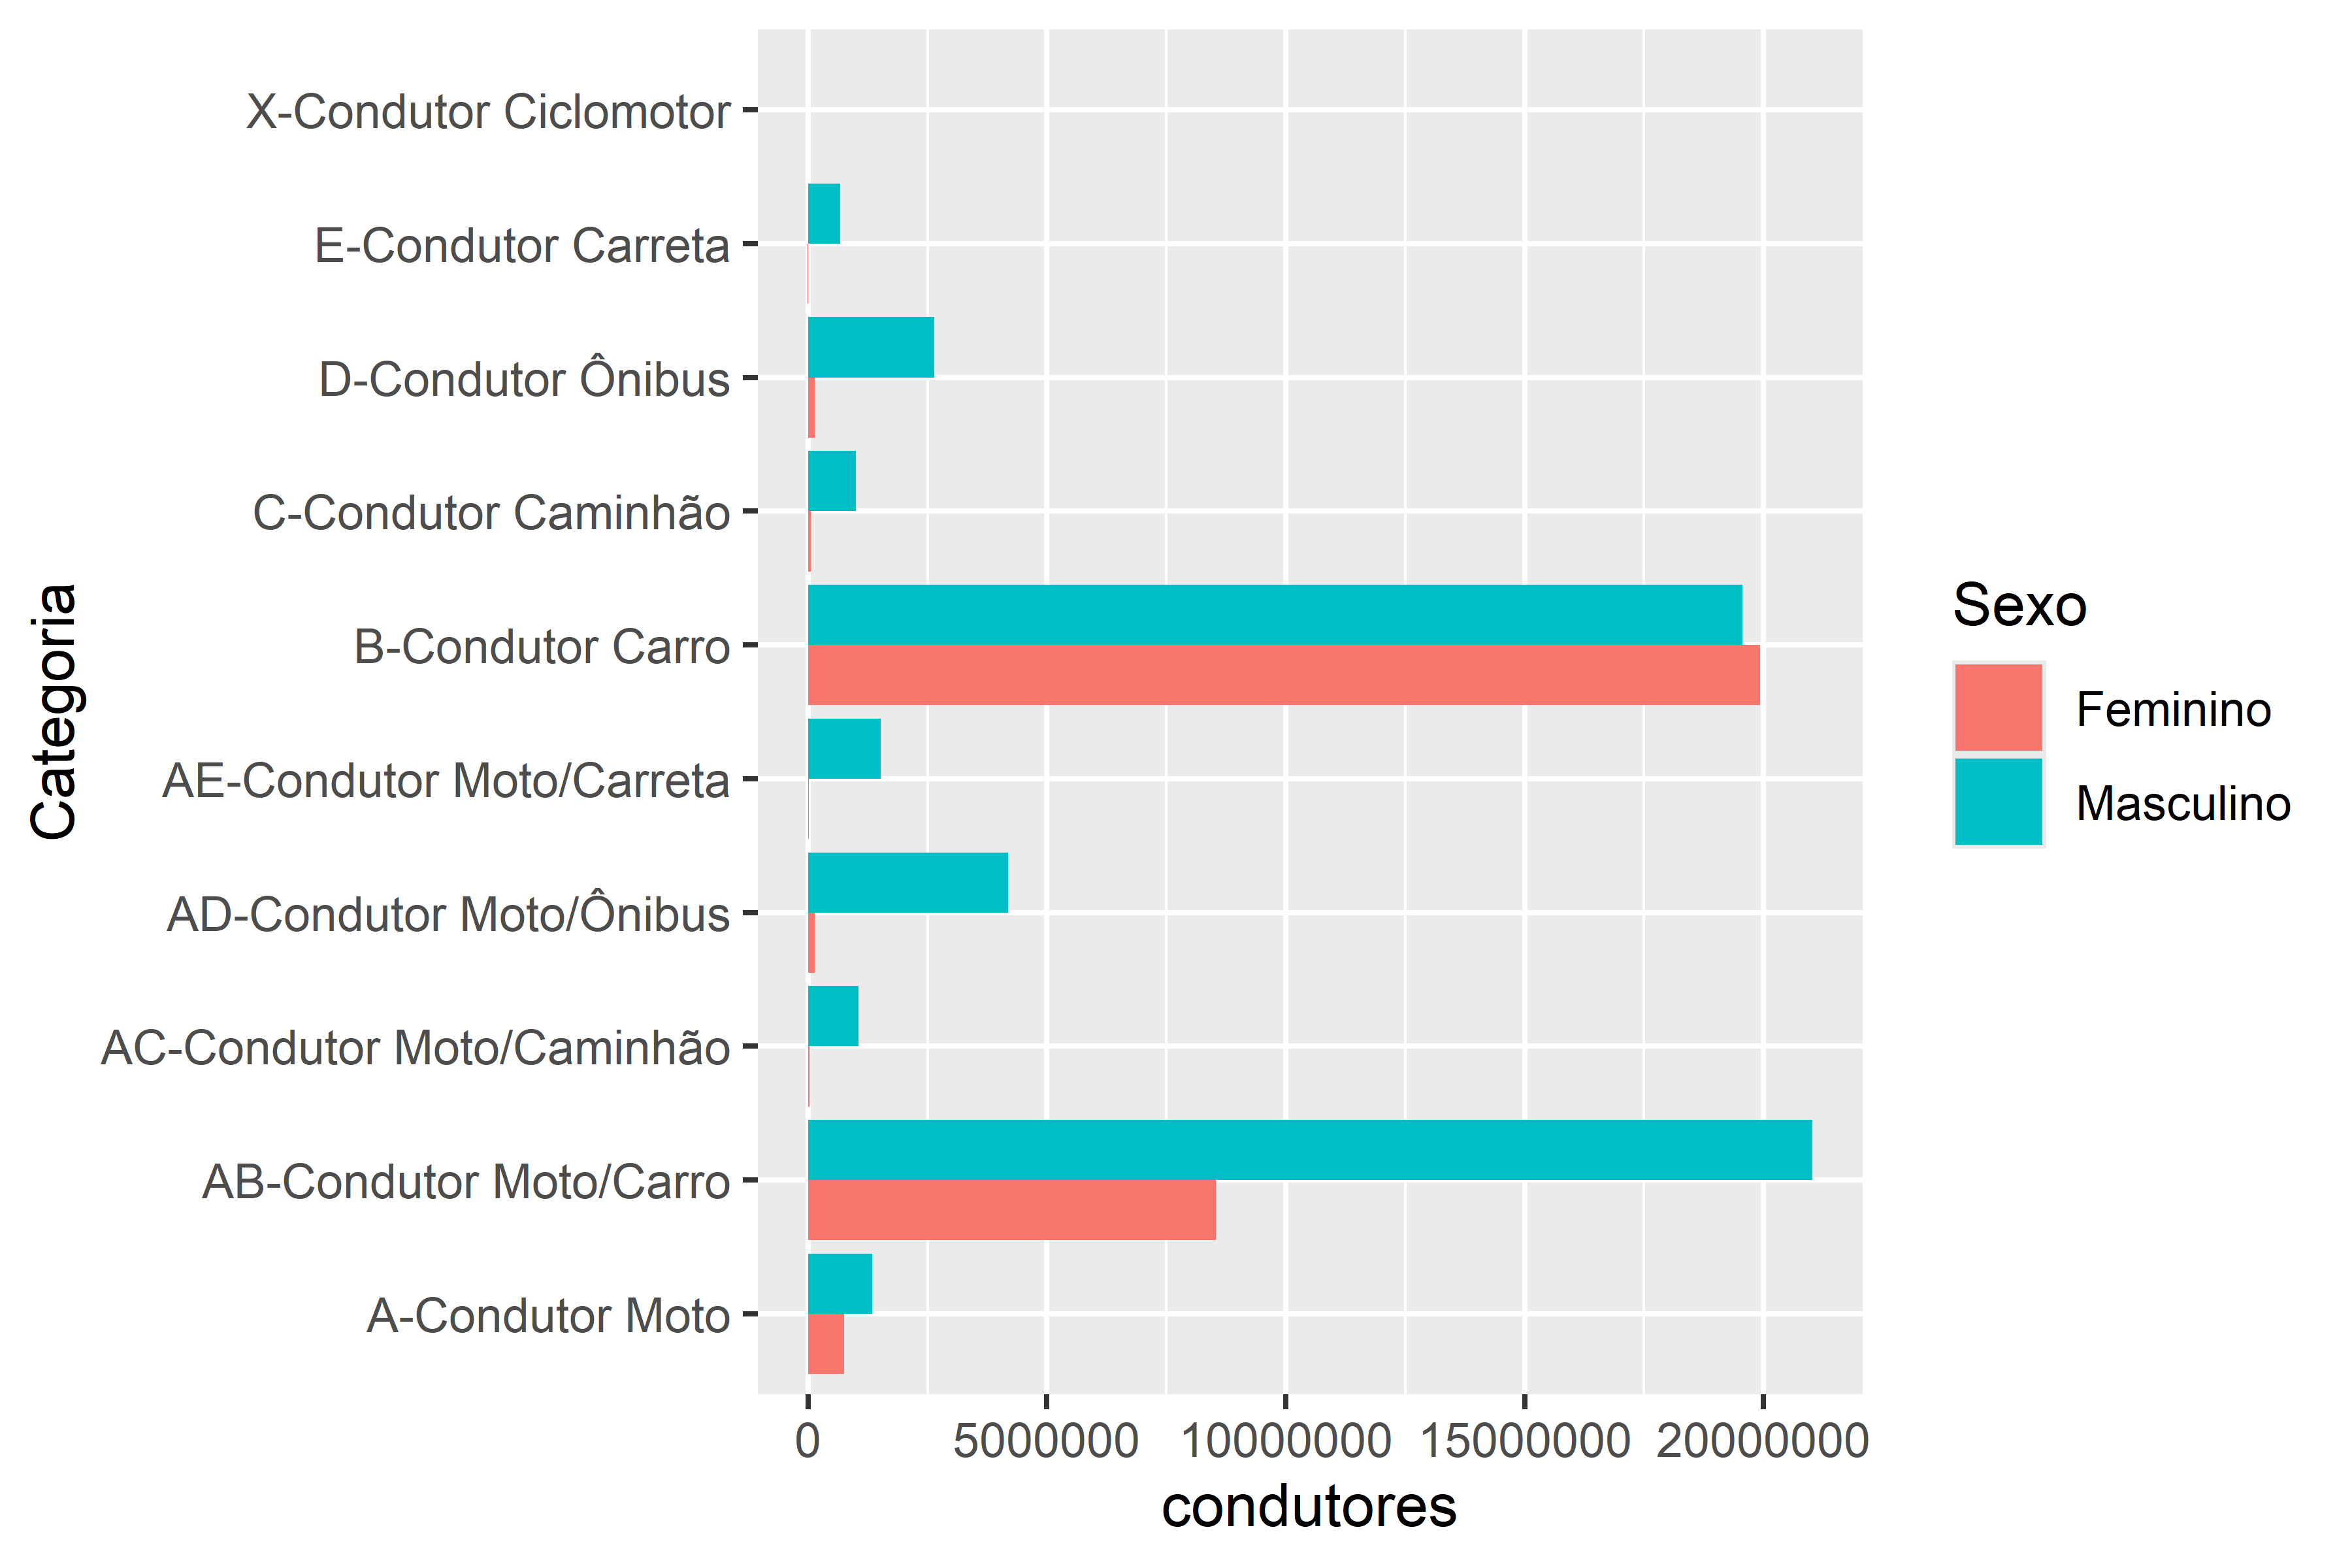 X-Condutor Ciclomotor
E-Condutor Carreta
D-Condutor Ônibus
C-Condutor Caminhão
B-Condutor Carro
AE-Condutor Moto/Carreta
AD-Condutor Moto/Ônibus
AC-Condutor Moto/Caminhão
AB-Condutor Moto/Carro
A-Condutor Moto
Categoria
0 5000000 10000000 15000000 20000000
condutores
Sexo
Feminino
Masculino